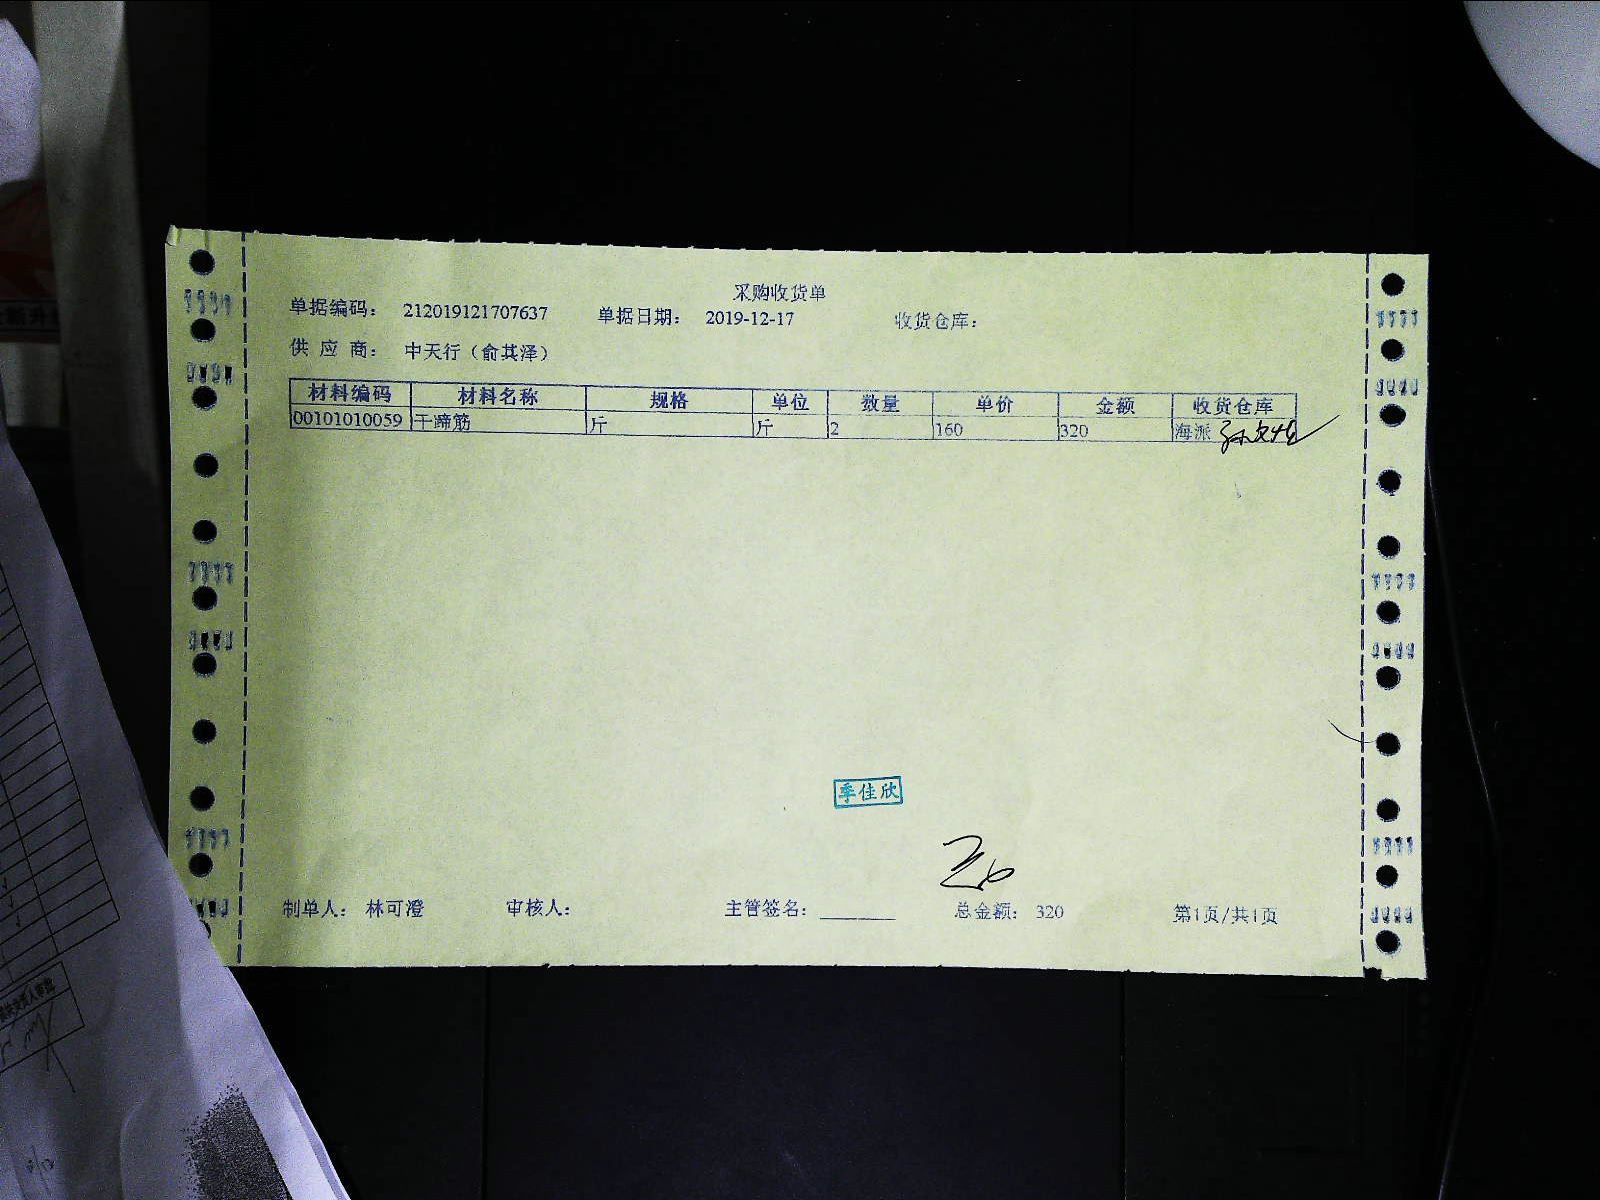 采购收货单
单据编码: 212019121707637 单据日期: 2019-12-17 收货仓库:
供 应 商: 中天行（俞其泽）
材料编码 材料名称 规格 单位 数量 单价 金额 收货仓库
00101010059 干蹄筋 斤 斤 2 160 320 海派
季佳欣
制单人: 林可澄 审核人: 主管签名: 总金额: 320 第1页/共1页